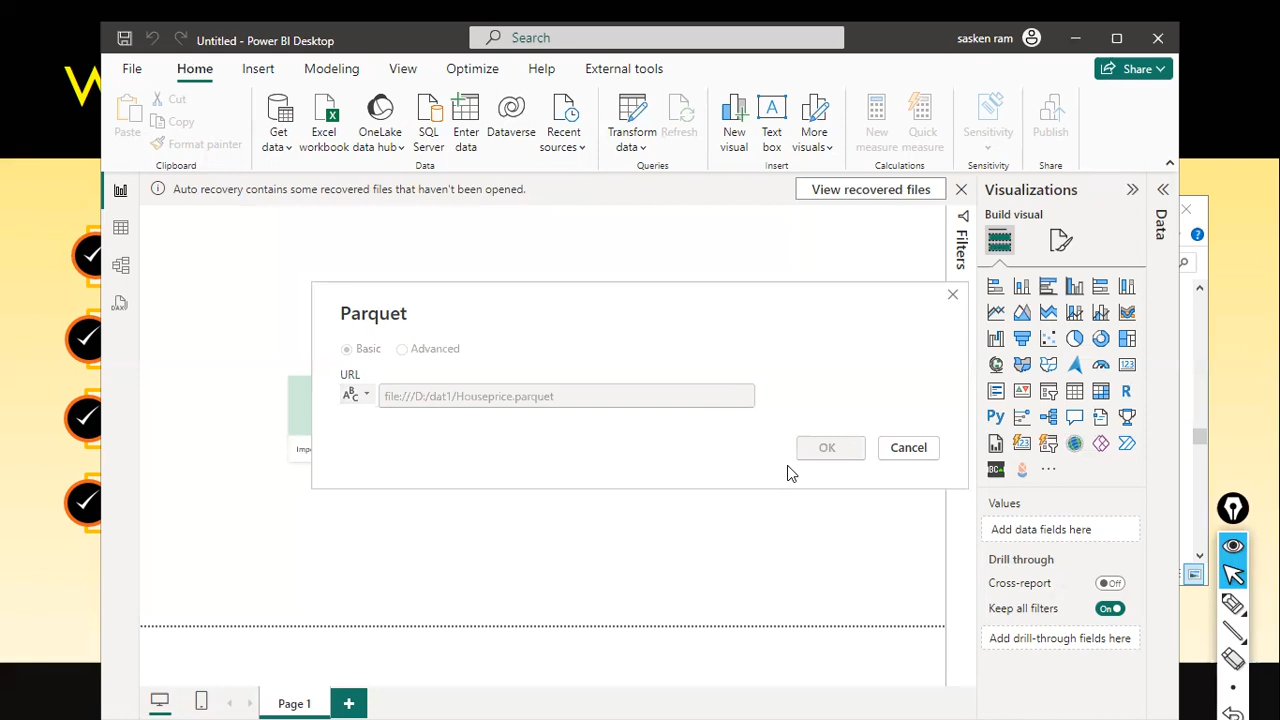 W
Untitled - Power BI Desktop
Search
sasken ram
File
Home
Insert
Modeling
View
Optimize
Help
External tools
Share
Paste
Cut
Copy
Format painter
Clipboard
Get data
Excel workbook
OneLake data hub
SQL Server
Enter data
Dataverse
Recent sources
Data
Transform data
Refresh
Queries
New visual
Text box
More visuals
Insert
New measure
Quick measure
Calculations
Sensitivity
Sensitivity
Publish
Share
Auto recovery contains some recovered files that haven't been opened.
View recovered files
Visualizations
Build visual
Filters
Data
Parquet
Basic
Advanced
URL
ABC
file:///D:/dat1/Houseprice.parquet
OK
Cancel
Impo
123
R
Py
Values
Add data fields here
Drill through
Cross-report
Off
Keep all filters
On
Add drill-through fields here
Page 1